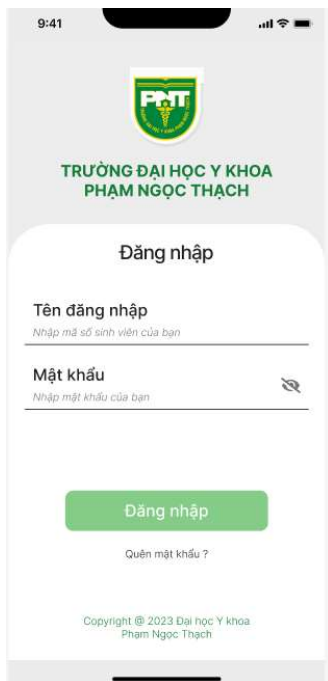 9:41
PNT
TRƯỜNG ĐẠI HỌC Y KHOA
PHẠM NGỌC THẠCH
Đăng nhập
Tên đăng nhập
Nhập mã số sinh viên của bạn
Mật khẩu
Nhập mật khẩu của bạn
Đăng nhập
Quên mật khẩu ?
Copyright @ 2023 Đại học Y khoa
Phạm Ngọc Thạch